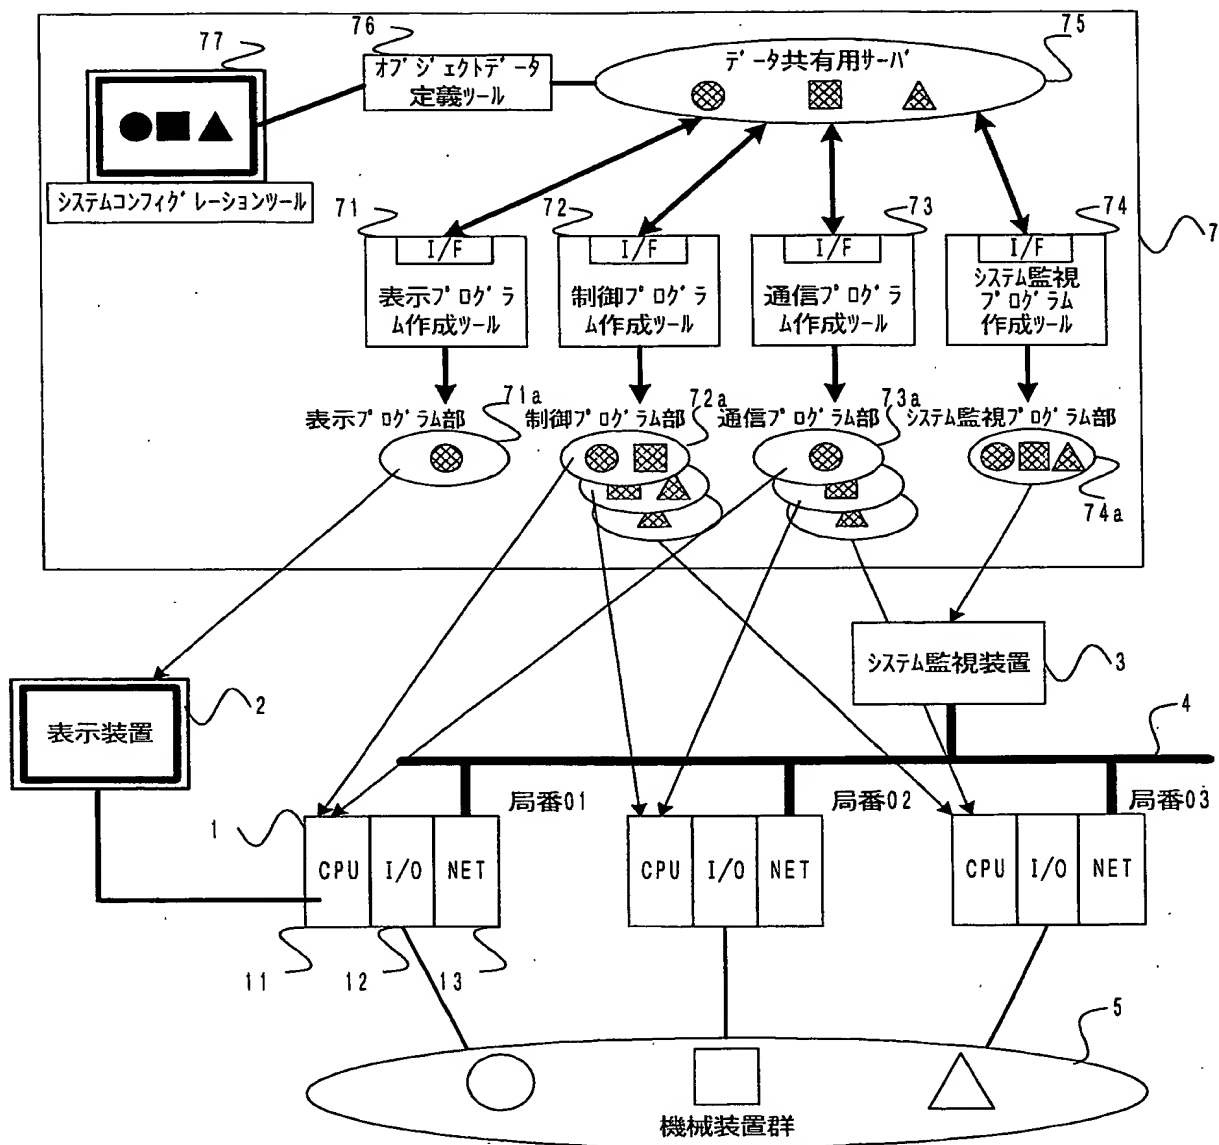 76
77
75
オブジェクトデータ
定義ツール
データ共有用サーバ
システムコンフィグレーションツール
71
72
73
74
7
I/F
I/F
I/F
I/F
表示プログラ
ム作成ツール
制御プログラ
ム作成ツール
通信プログラ
ム作成ツール
システム監視
プログラム
作成ツール
71a
72a
73a
表示プログラム部
制御プログラム部
通信プログラム部
システム監視プログラム部
74a
システム監視装置
3
2
表示装置
4
局番01
局番02
局番03
1
CPU
I/O
NET
CPU
I/O
NET
CPU
I/O
NET
11
12
13
5
機械装置群